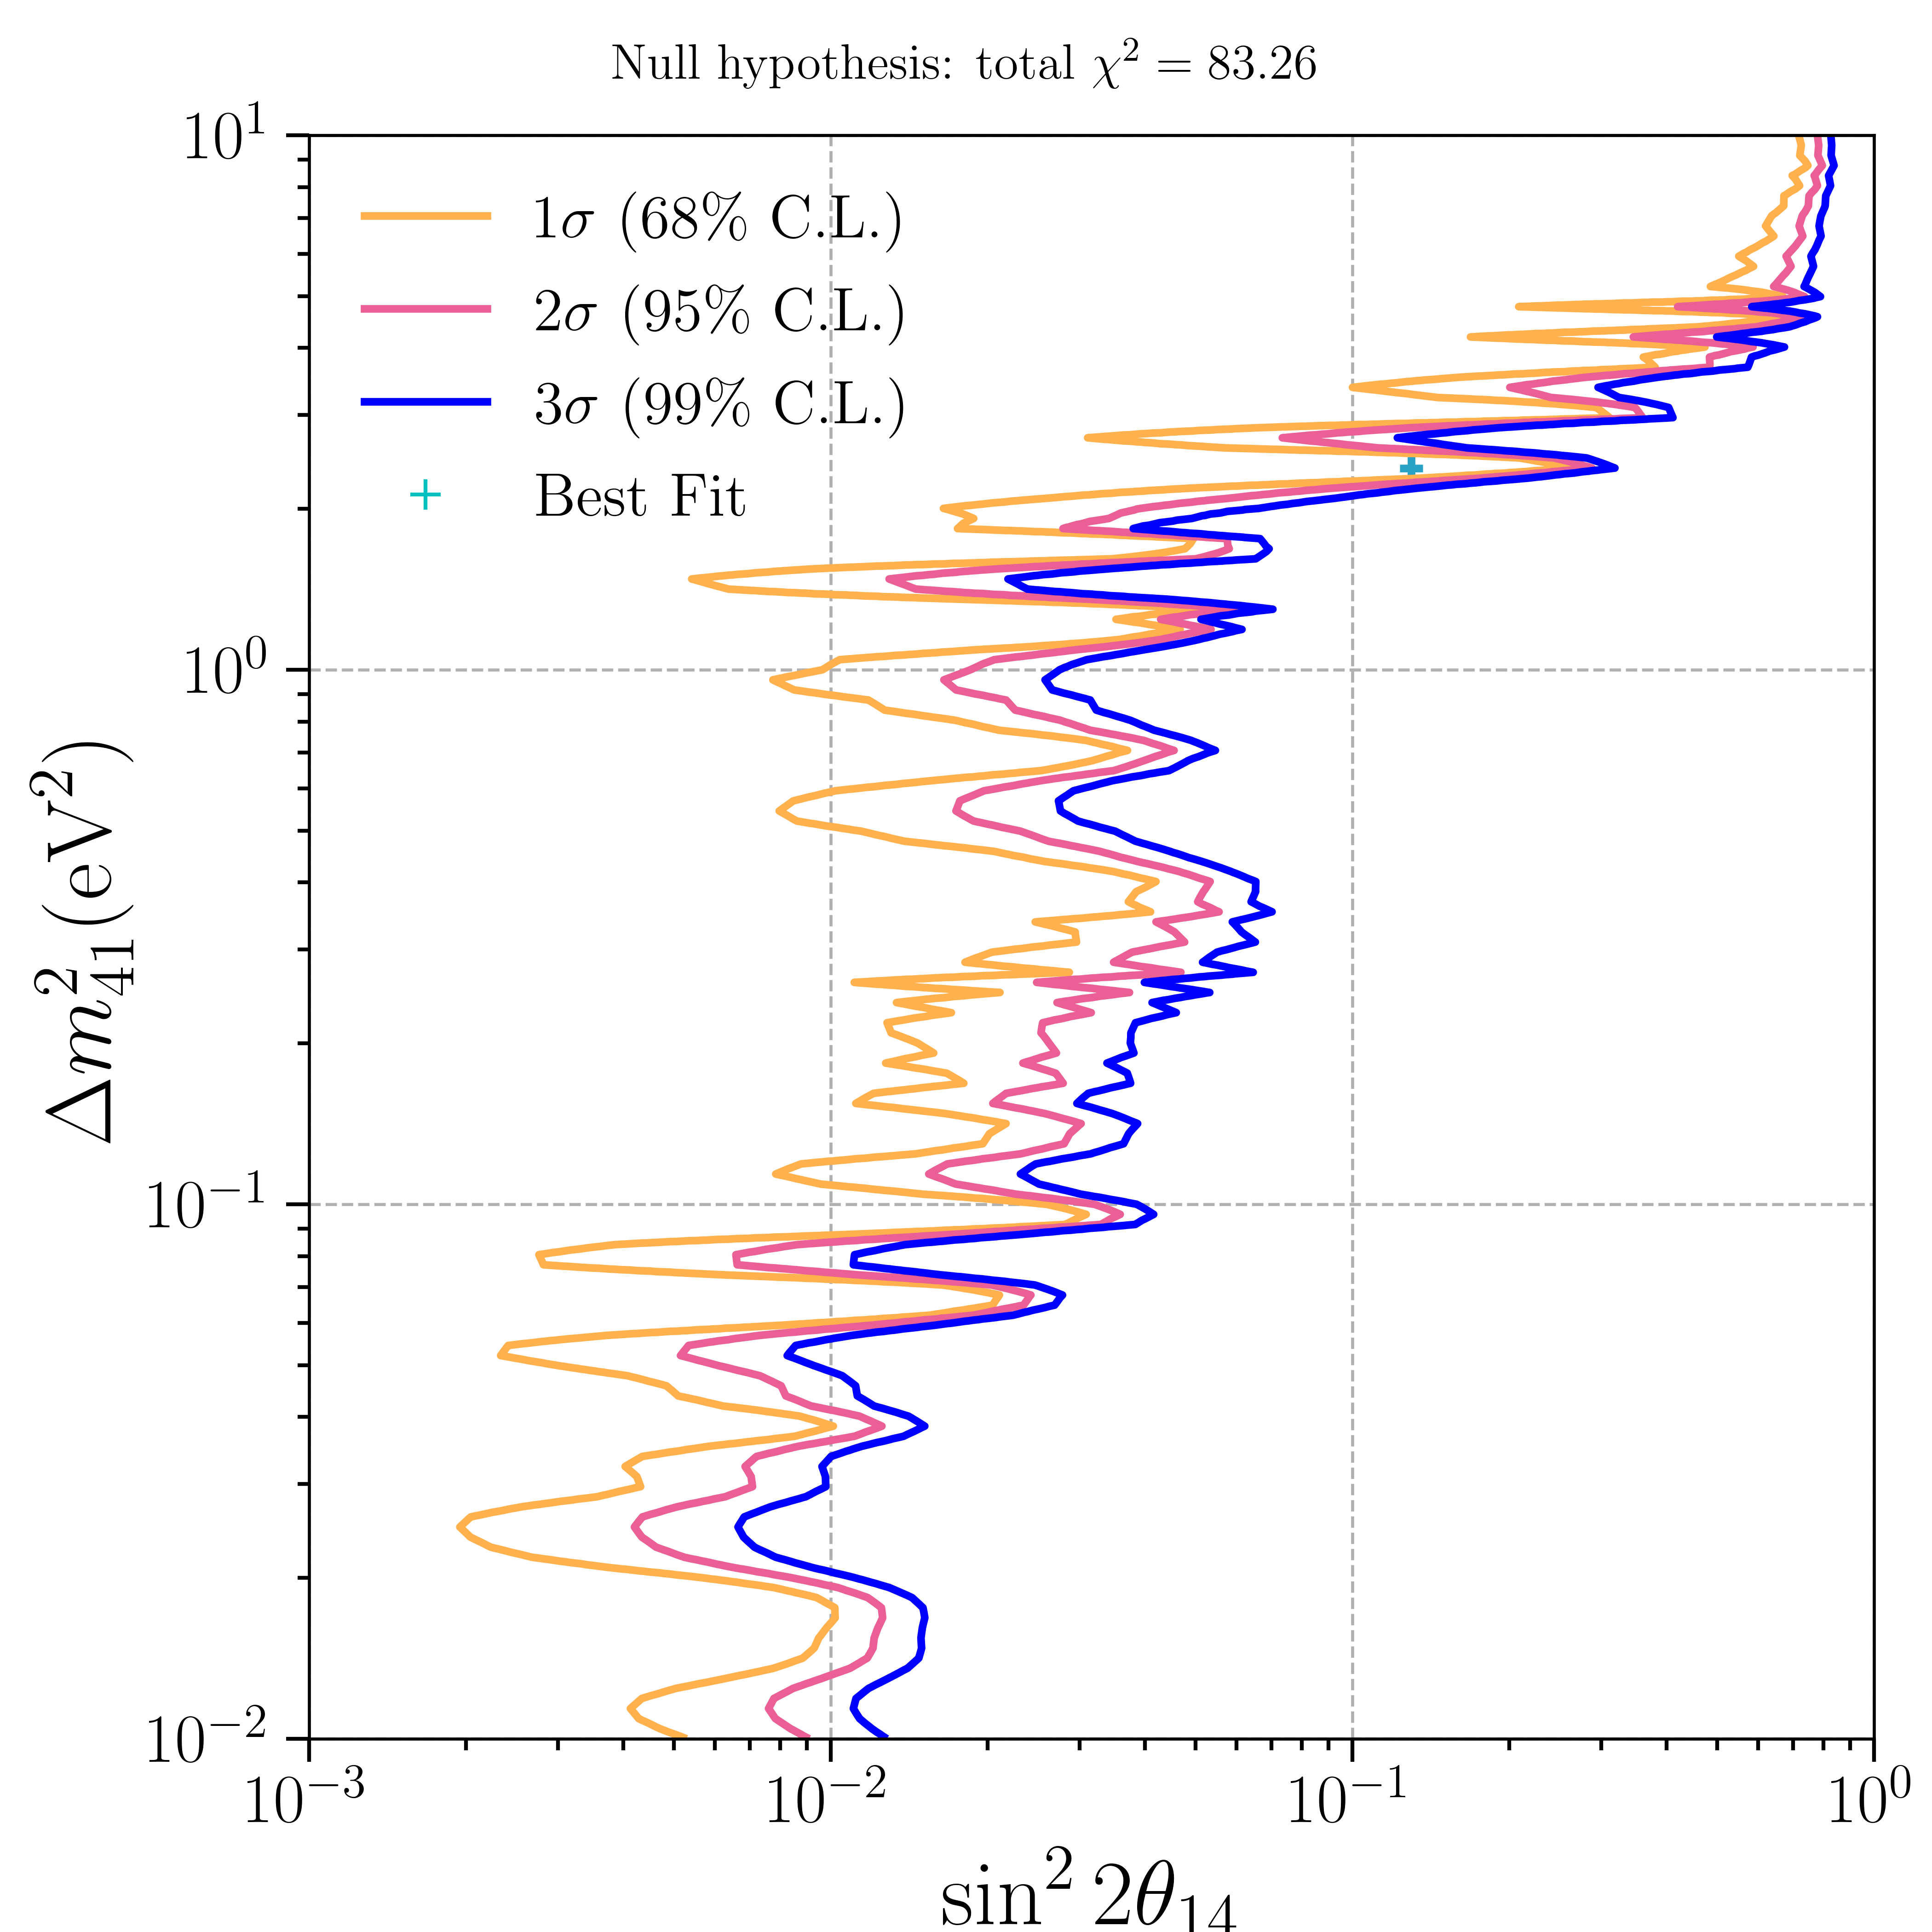 Null hypothesis: total χ² = 83.26
10¹
1σ (68% C.L.)
2σ (95% C.L.)
3σ (99% C.L.)
Best Fit
10⁰
Δm²₄₁(eV²)
10⁻¹
10⁻²
10⁻³ 10⁻² 10⁻¹ 10⁰
sin² 2θ₁₄